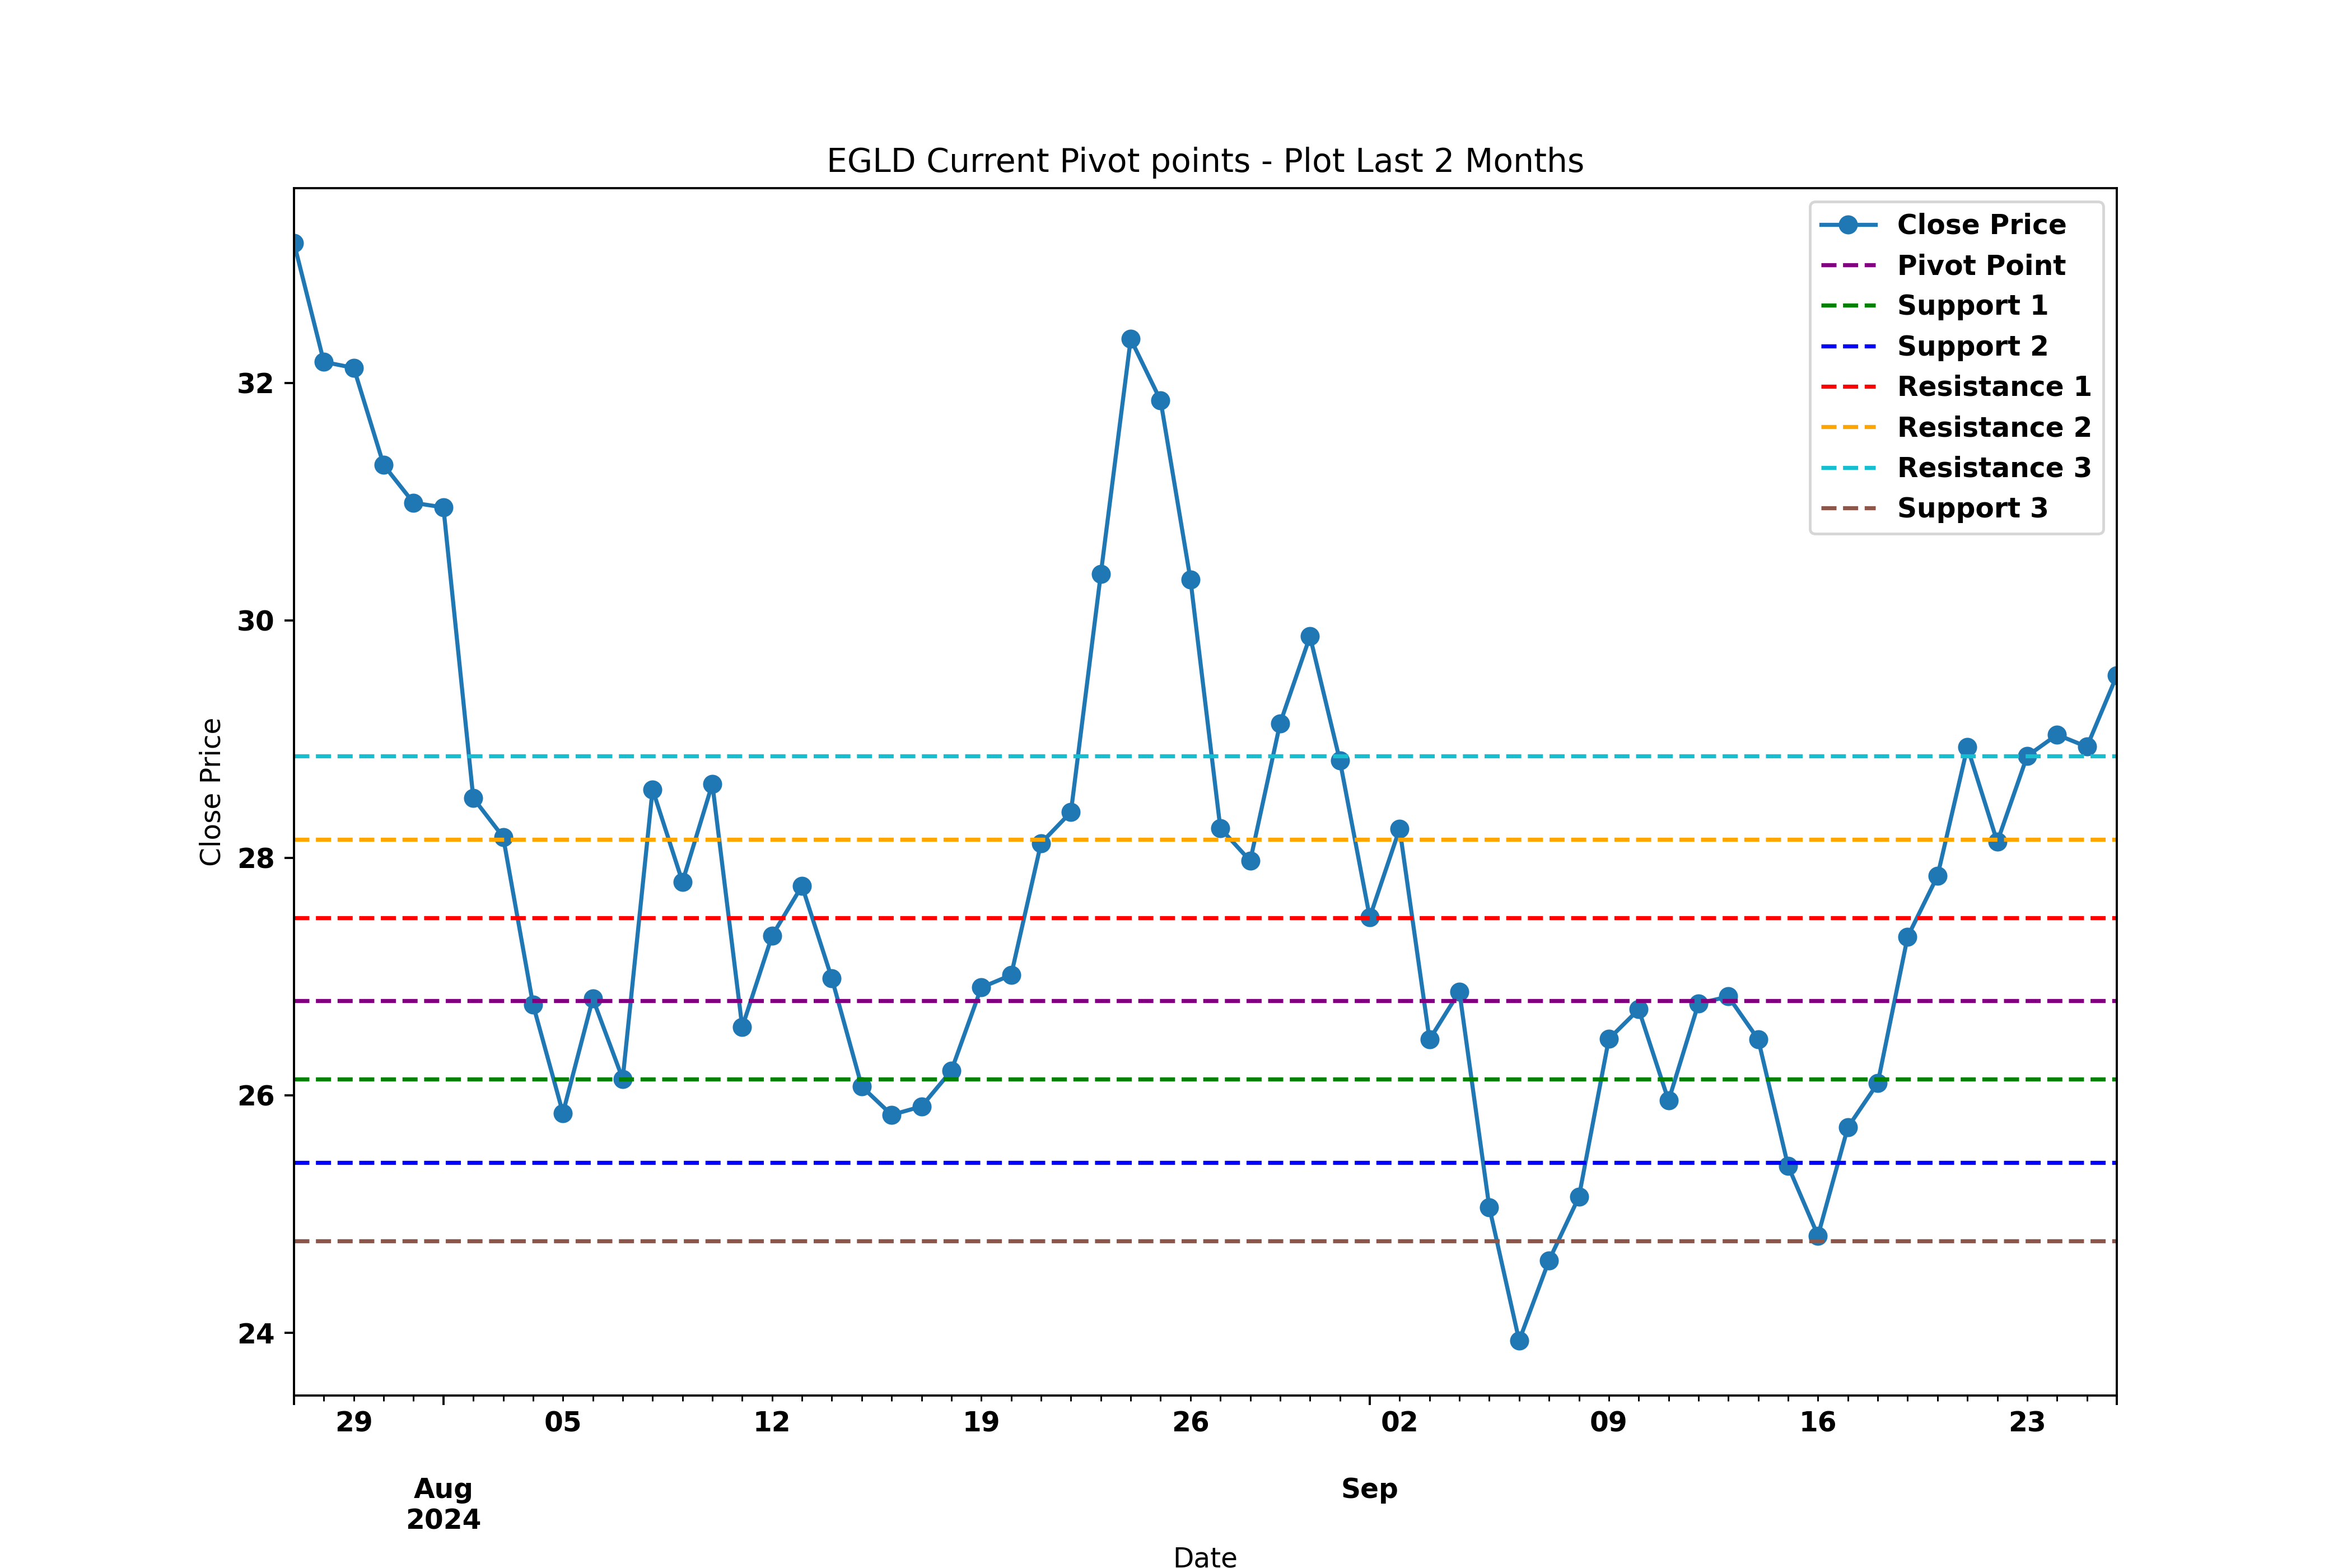 EGLD Current Pivot points - Plot Last 2 Months
Close Price
Pivot Point
Support 1
Support 2
Resistance 1
Resistance 2
Resistance 3
Support 3
Close Price
32
30
28
26
24
29
05
12
19
26
02
09
16
23
Aug
2024
Sep
Date